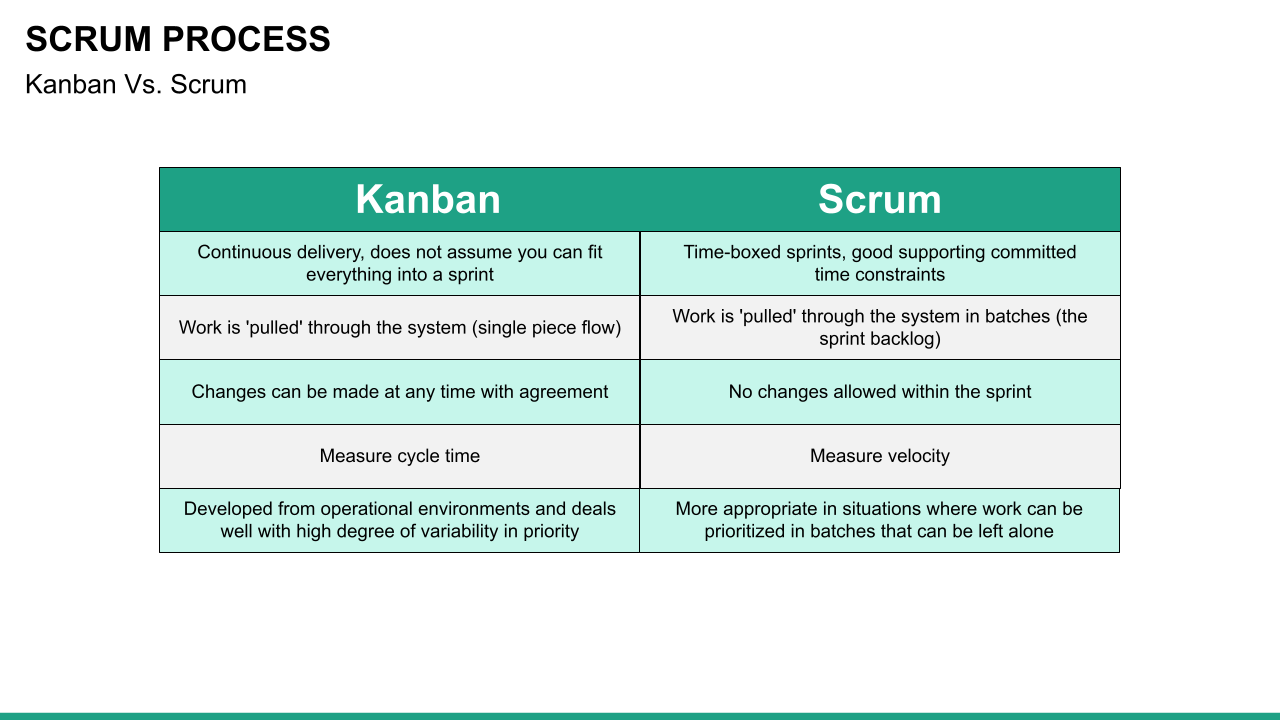 SCRUM PROCESS
Kanban Vs. Scrum
Kanban
Scrum
Continuous delivery, does not assume you can fit
everything into a sprint
Time-boxed sprints, good supporting committed
time constraints
Work is 'pulled' through the system (single piece flow)
Work is 'pulled' through the system in batches (the
sprint backlog)
Changes can be made at any time with agreement
No changes allowed within the sprint
Measure cycle time
Measure velocity
Developed from operational environments and deals
well with high degree of variability in priority
More appropriate in situations where work can be
prioritized in batches that can be left alone